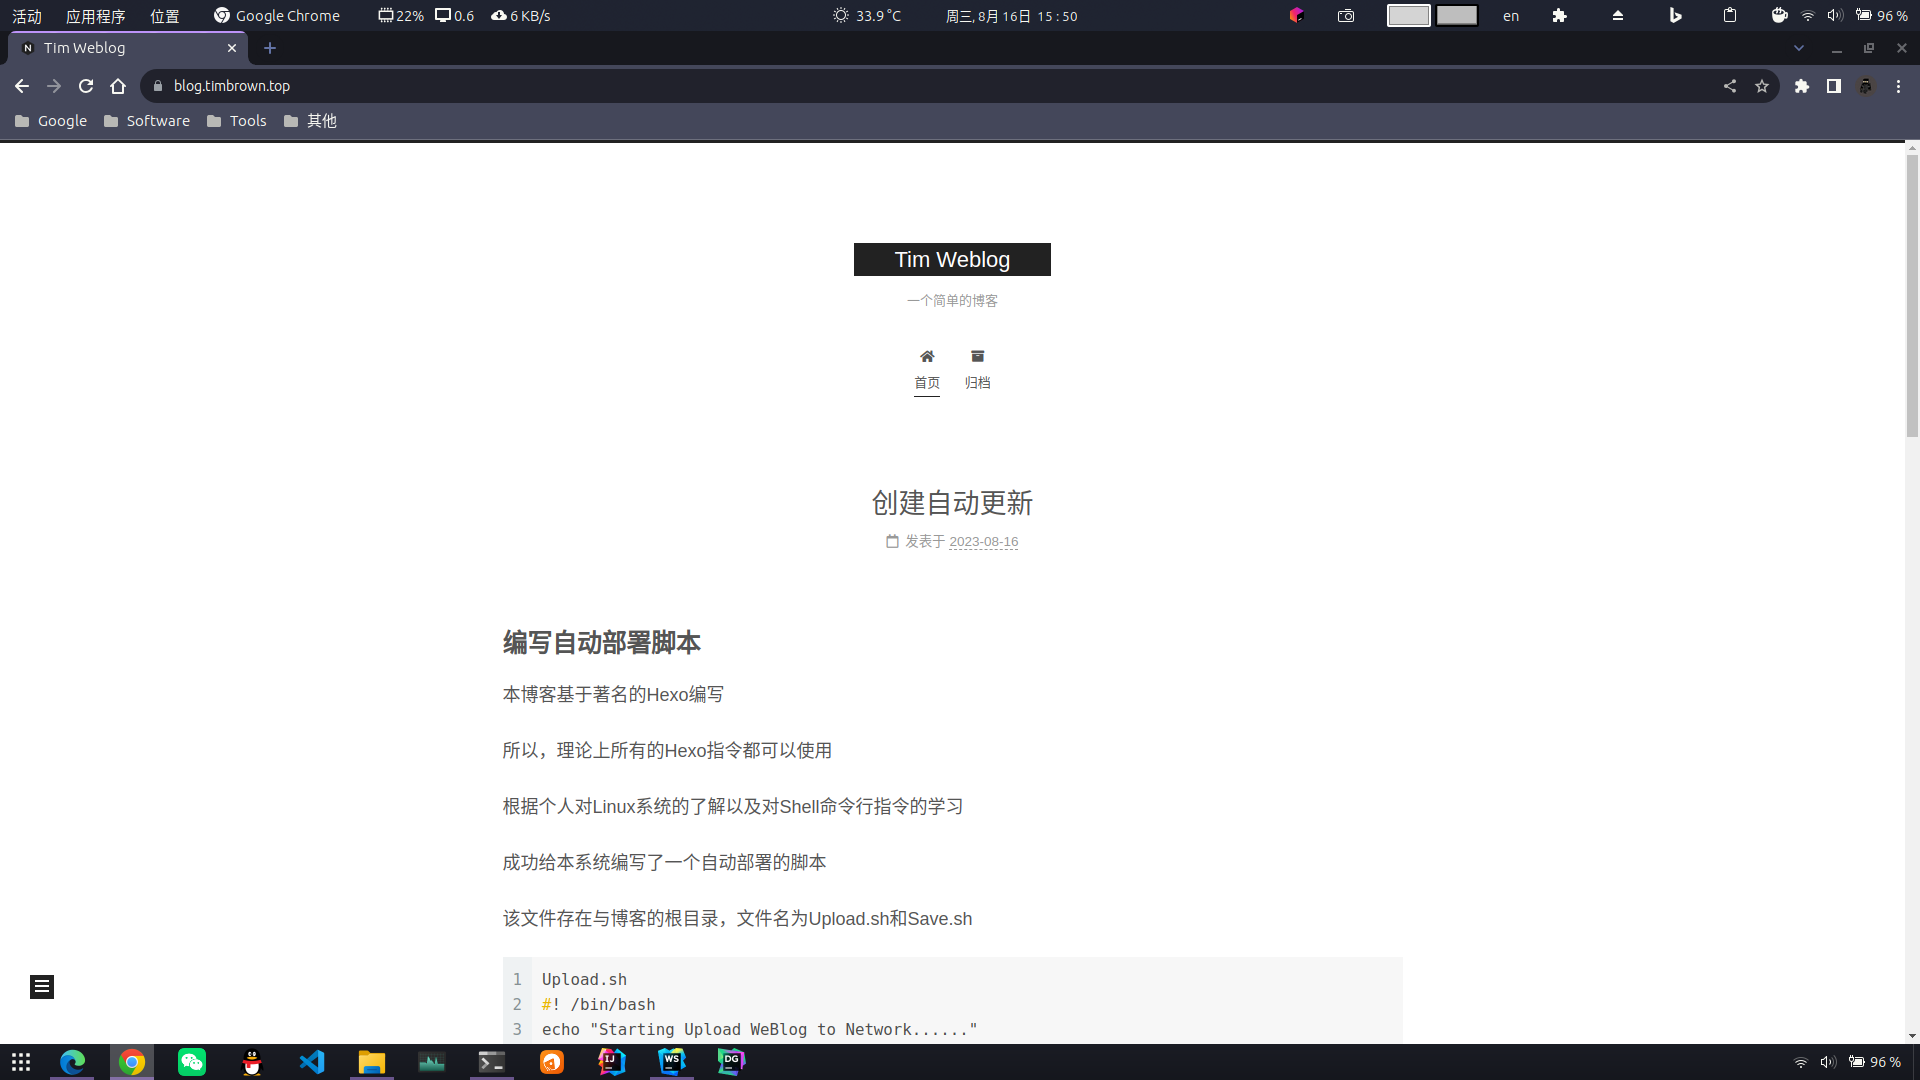 活动 应用程序 位置 Google Chrome 22% 0.6 6 KB/s 33.9 °C 周三, 8月 16日 15 : 50 en 96 %
TIm Weblog
blog.timbrown.top
Google Software Tools 其他
Tim Weblog
一个简单的博客
首页 归档
创建自动更新
发表于 2023-08-16
编写自动部署脚本
本博客基于著名的Hexo编写
所以，理论上所有的Hexo指令都可以使用
根据个人对Linux系统的了解以及对Shell命令行指令的学习
成功给本系统编写了一个自动部署的脚本
该文件存在与博客的根目录，文件名为Upload.sh和Save.sh
1 Upload.sh
2 #! /bin/bash
3 echo "Starting Upload WeBlog to Network......"
IJ WS DG 96 %